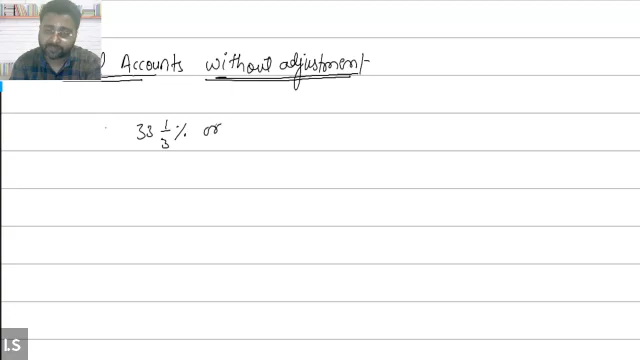 Accounts without adjustment
33 1/3 % or
I.S